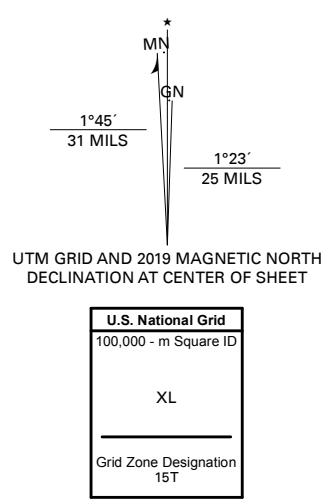 MN
GN
1°45´
31 MILS
1°23´
25 MILS
UTM GRID AND 2019 MAGNETIC NORTH
DECLINATION AT CENTER OF SHEET
U.S. National Grid
100,000 - m Square ID
XL
Grid Zone Designation
15T